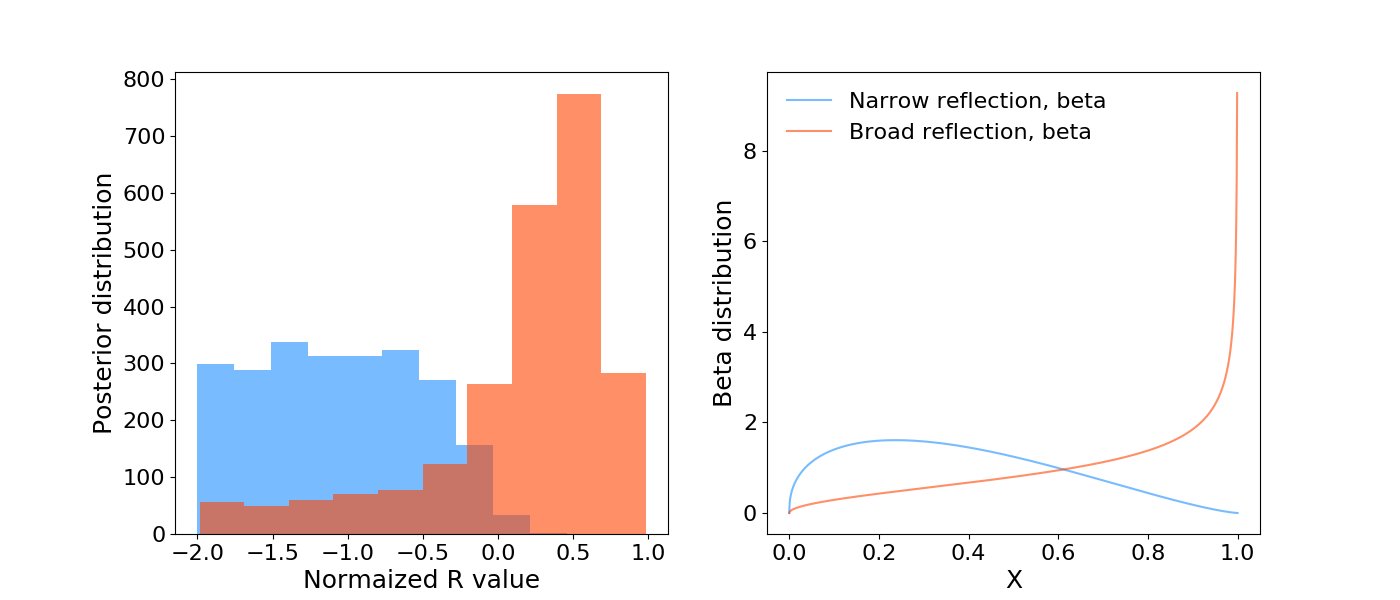 Posterior distribution
800
700
600
500
400
300
200
100
0
−2.0 −1.5 −1.0 −0.5 0.0 0.5 1.0
Normaized R value
Beta distribution
8
6
4
2
0
0.0 0.2 0.4 0.6 0.8 1.0
X
Narrow reflection, beta
Broad reflection, beta